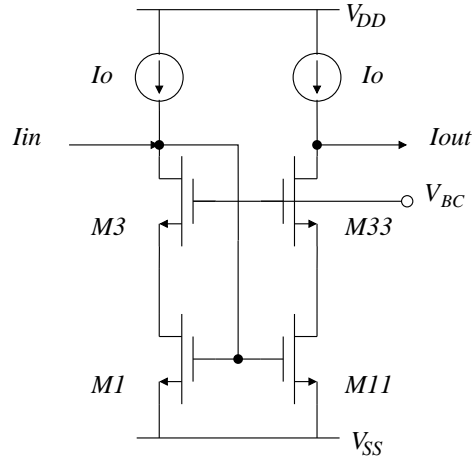 VDD
Io Io
Iin Iout
VBC
M3 M33
M1 M11
VSS